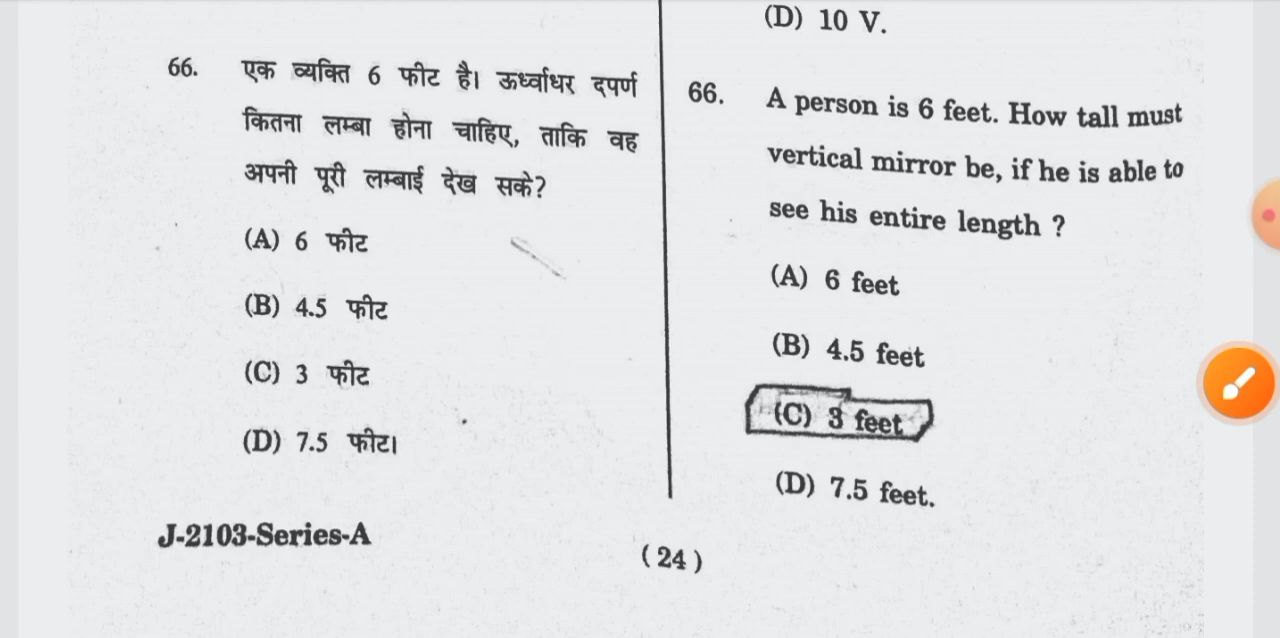 66. एक व्यक्ति 6 फीट है। ऊर्ध्वाधर दपर्ण
कितना लम्बा होना चाहिए, ताकि वह
अपनी पूरी लम्बाई देख सके?
(A) 6 फीट
(B) 4.5 फीट
(C) 3 फीट
(D) 7.5 फीट।
J-2103-Series-A
(D) 10 V.
66. A person is 6 feet. How tall must
vertical mirror be, if he is able to
see his entire length ?
(A) 6 feet
(B) 4.5 feet
(C) 3 feet
(D) 7.5 feet.
( 24 )